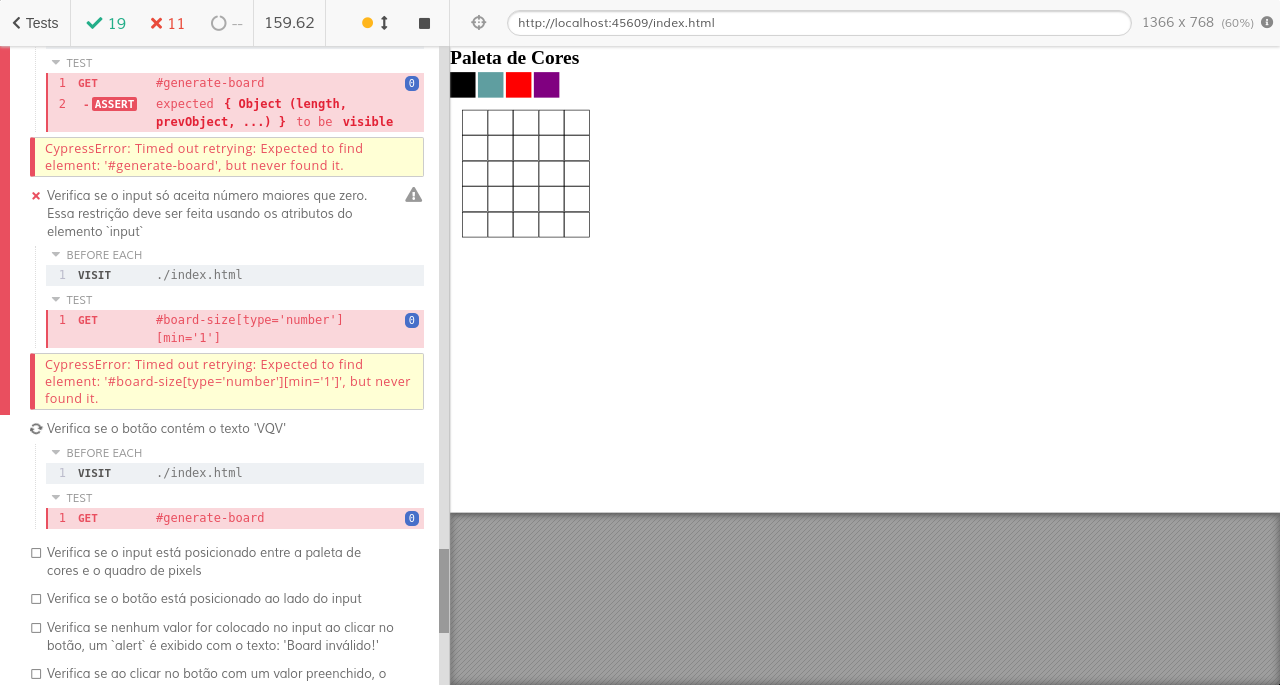 Tests
19
11
--
159.62
http://localhost:45609/index.html
1366 x 768 (60%)
TEST
1 GET #generate-board 0
2 -ASSERT expected { Object (length,
prevObject, ...) } to be visible
CypressError: Timed out retrying: Expected to find
element: '#generate-board', but never found it.
Verifica se o input só aceita número maiores que zero.
Essa restrição deve ser feita usando os atributos do
elemento `input`
BEFORE EACH
1 VISIT ./index.html
TEST
1 GET #board-size[type='number'] 0
[min='1']
CypressError: Timed out retrying: Expected to find
element: '#board-size[type='number'][min='1']', but never
found it.
Verifica se o botão contém o texto 'VQV'
BEFORE EACH
1 VISIT ./index.html
TEST
1 GET #generate-board 0
Verifica se o input está posicionado entre a paleta de
cores e o quadro de pixels
Verifica se o botão está posicionado ao lado do input
Verifica se nenhum valor for colocado no input ao clicar no
botão, um `alert` é exibido com o texto: 'Board inválido!'
Verifica se ao clicar no botão com um valor preenchido, o
Paleta de Cores